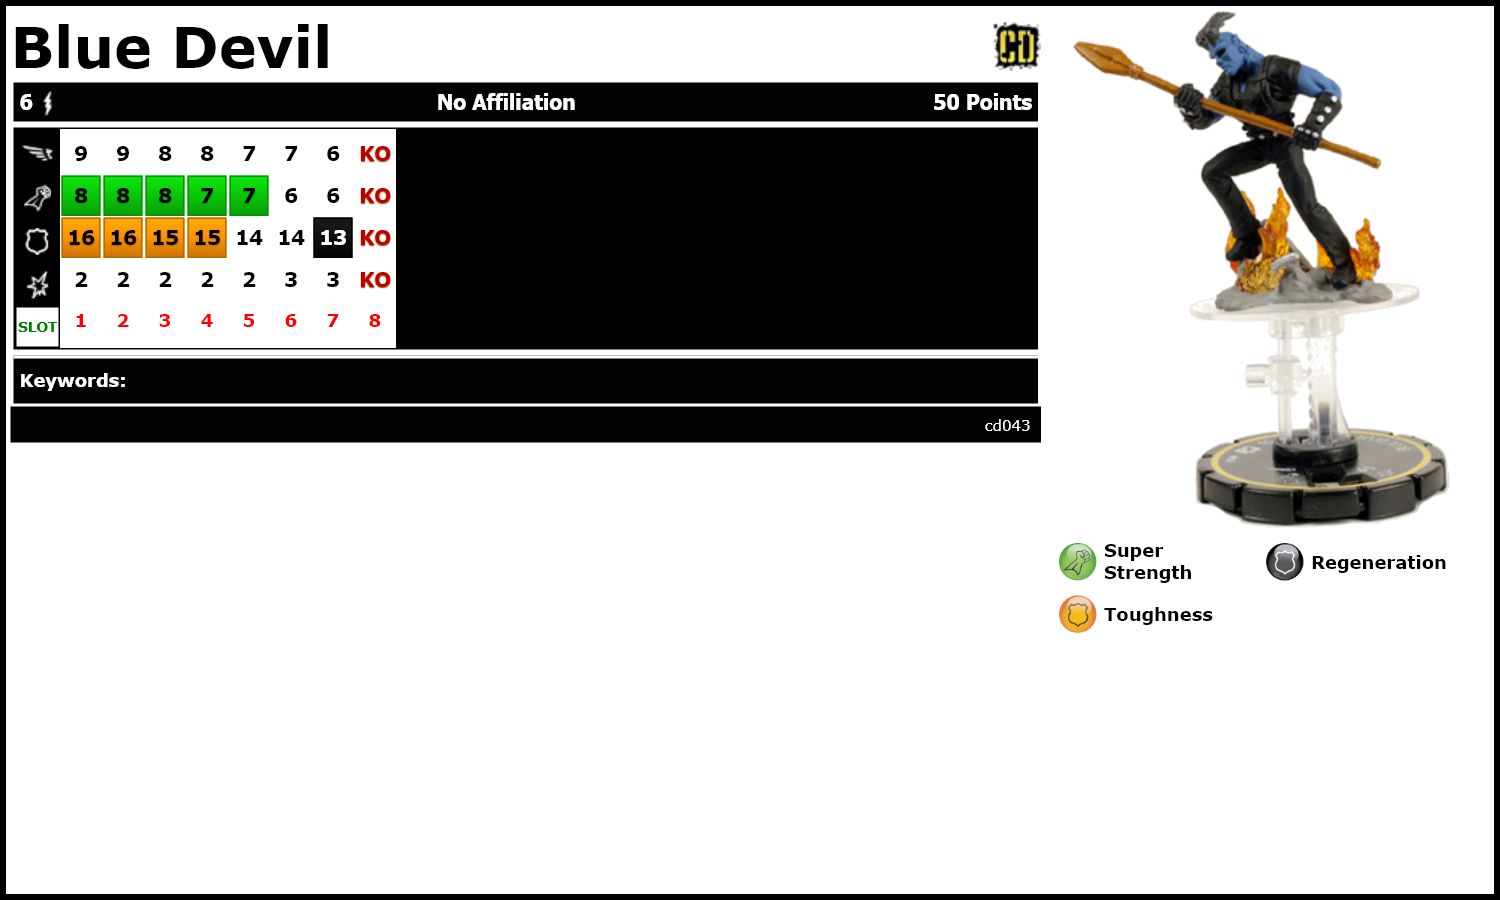 Blue Devil
CD
6 No Affiliation 50 Points
9 9 8 8 7 7 6 KO
8 8 8 7 7 6 6 KO
16 16 15 15 14 14 13 KO
2 2 2 2 2 3 3 KO
SLOT 1 2 3 4 5 6 7 8
Keywords:
cd043
Super
Strength
Regeneration
Toughness